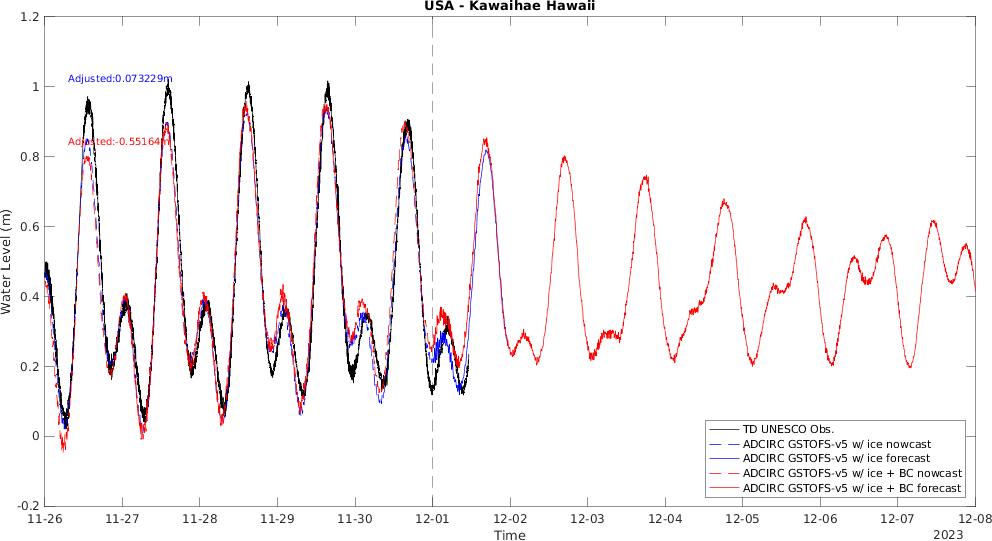 USA - Kawaihae Hawaii
1.2
1
0.8
0.6
0.4
0.2
0
-0.2
Water Level (m)
Adjusted:0.073229m
Adjusted:-0.55164m
TD UNESCO Obs.
ADCIRC GSTOFS-v5 w/ ice nowcast
ADCIRC GSTOFS-v5 w/ ice forecast
ADCIRC GSTOFS-v5 w/ ice + BC nowcast
ADCIRC GSTOFS-v5 w/ ice + BC forecast
11-26 11-27 11-28 11-29 11-30 12-01 12-02 12-03 12-04 12-05 12-06 12-07 12-08
Time
2023